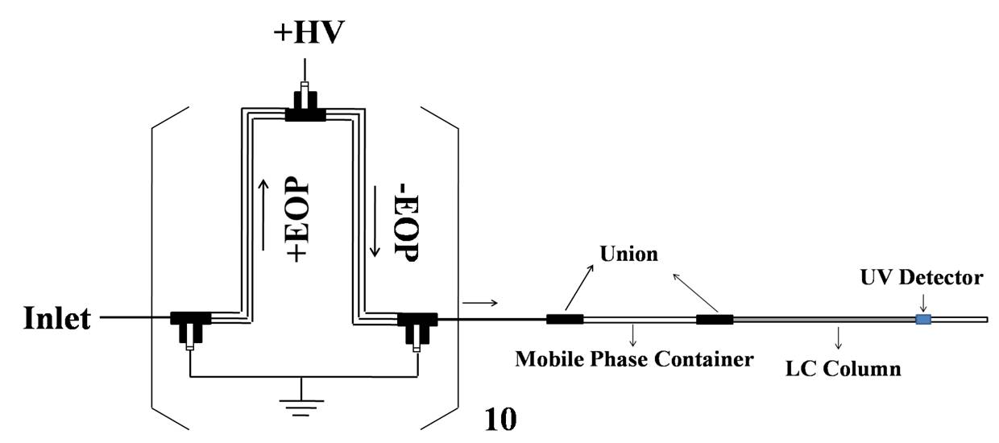 +HV
+EOP
-EOP
Inlet
Union
UV Detector
Mobile Phase Container
LC Column
10